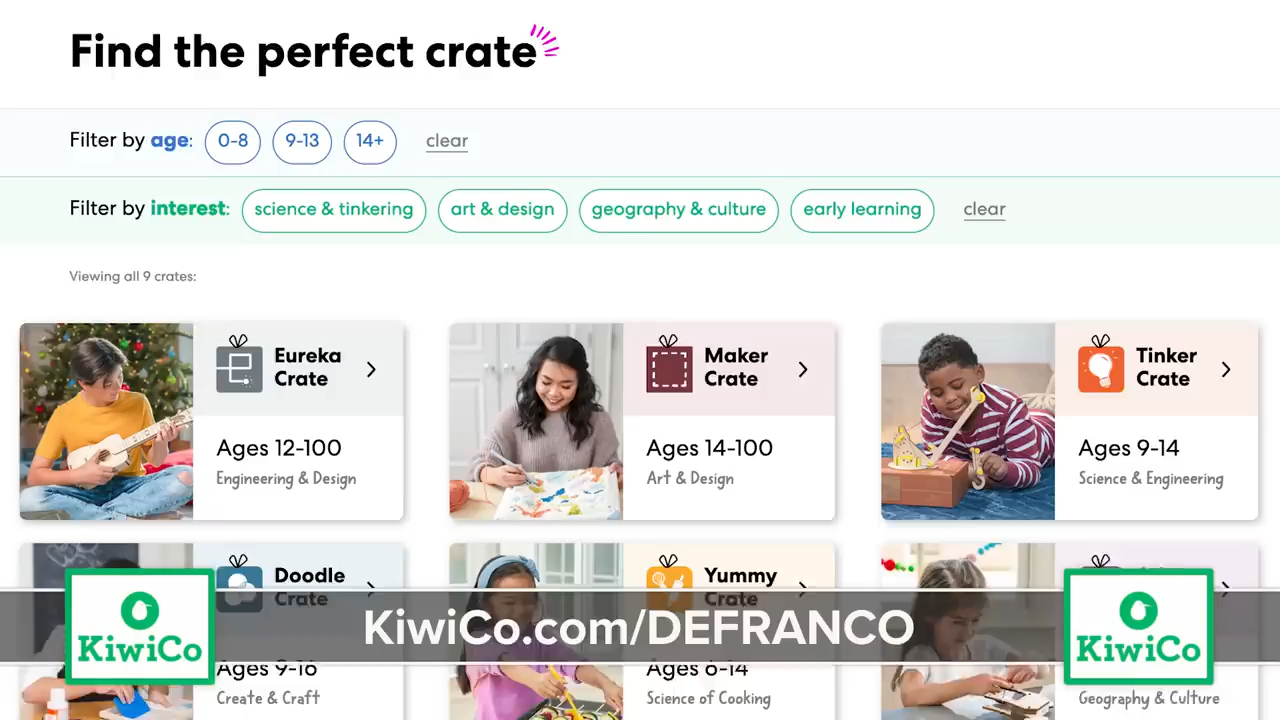 Find the perfect crate
Filter by age: 0-8 9-13 14+ clear
Filter by interest: science & tinkering art & design geography & culture early learning clear
Viewing all 9 crates:
Eureka
Crate
Ages 12-100
Engineering & Design
Maker
Crate
Ages 14-100
Art & Design
Tinker
Crate
Ages 9-14
Science & Engineering
Doodle
Crate
Ages 9-16
Create & Craft
Yummy
Crate
Ages 6-14
Science of Cooking
Geography & Culture
KiwiCo
KiwiCo.com/DEFRANCO
KiwiCo